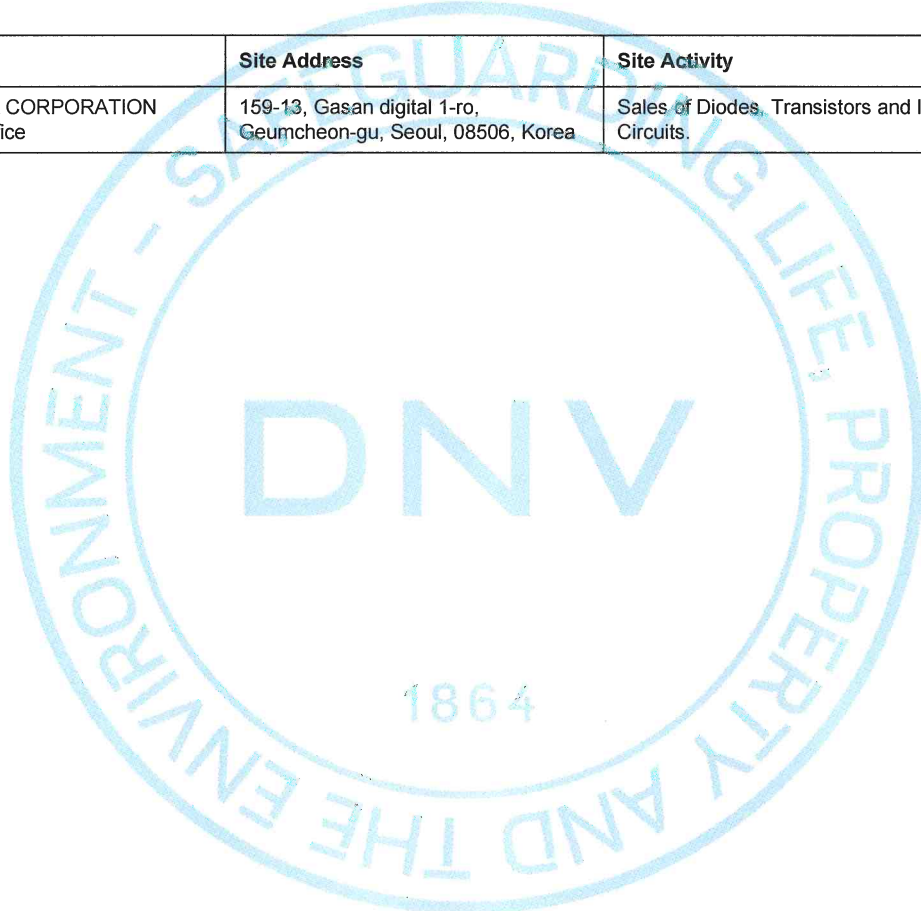 Site Address
Site Activity
CORPORATION
159-13, Gasan digital 1-ro,
Sales of Diodes, Transistors and
Geumcheon-gu, Seoul, 08506, Korea
Circuits.
SAFEGUARDING LIFE, PROPERTY AND THE ENVIRONMENT -
DNV
1864